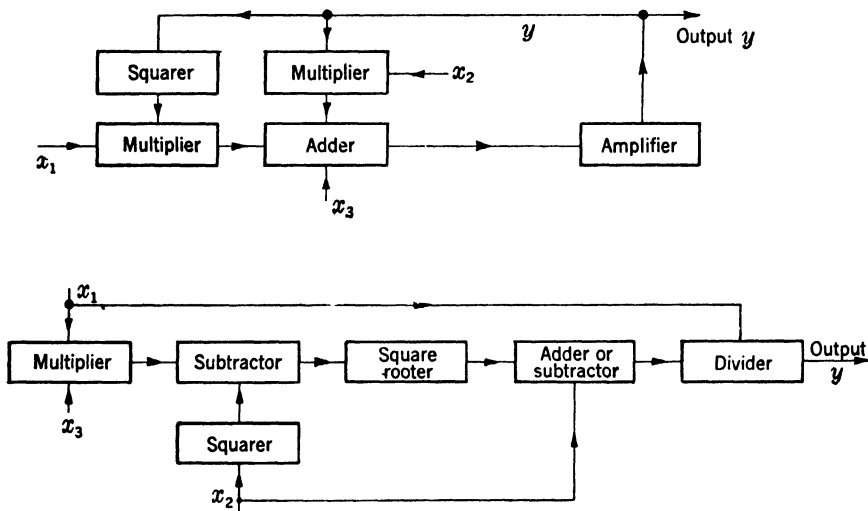 y
Output y
Squarer
Multiplier
x₂
x₁
Multiplier
Adder
Amplifier
x₃
x₁
Multiplier
Subtractor
Square
rooter
Adder or
subtractor
Divider
Output
y
x₃
Squarer
x₂